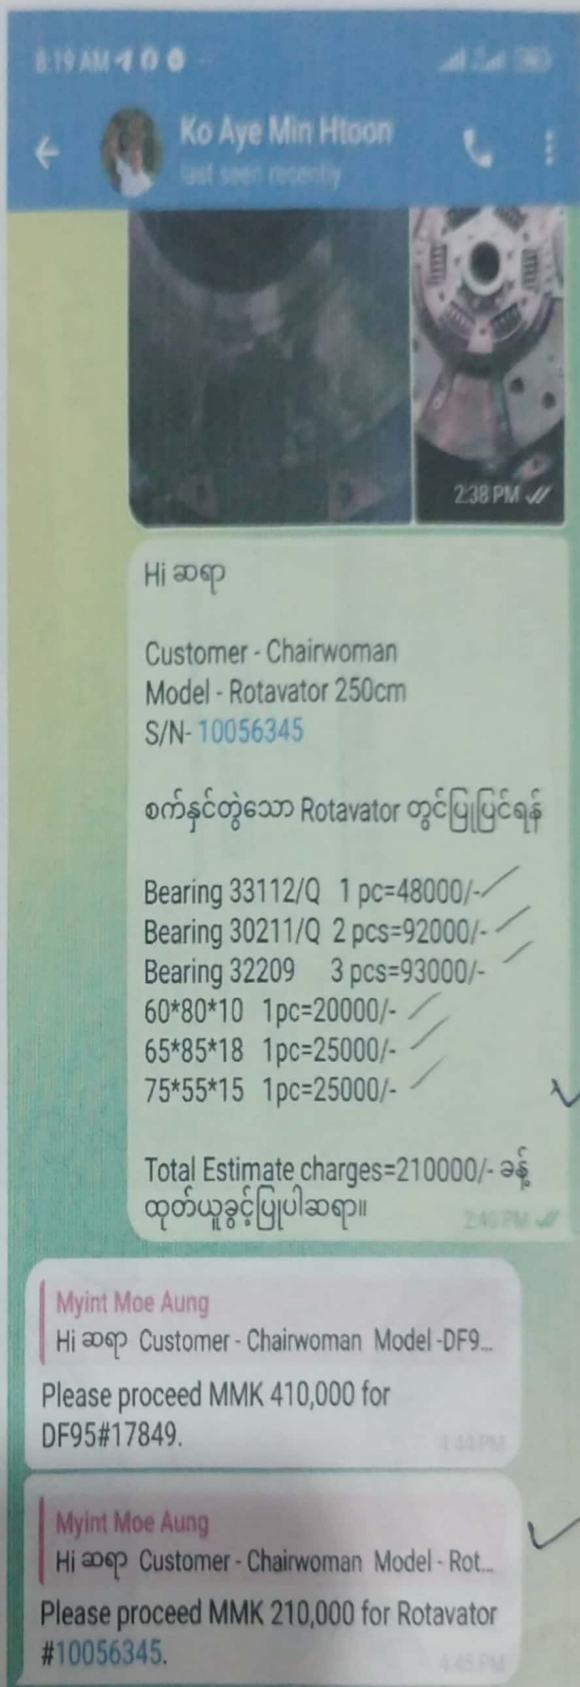 8:19 AM
Ko Aye Min Htoon
last seen recently
2:38 PM
Hi ဆရာ
Customer - Chairwoman
Model - Rotavator 250cm
S/N- 10056345
စက်နှင်တွဲသော Rotavator တွင်ပြုပြင်ရန်
Bearing 33112/Q 1 pc=48000/-
Bearing 30211/Q 2 pcs=92000/-
Bearing 32209 3 pcs=93000/-
60*80*10 1pc=20000/-
65*85*18 1pc=25000/-
75*55*15 1pc=25000/-
Total Estimate charges=210000/- ခန့်
ထုတ်ယူခွင့်ပြုပါဆရာ။
2:40 PM
Myint Moe Aung
Hi ဆရာ Customer - Chairwoman Model -DF9...
Please proceed MMK 410,000 for
DF95#17849.
4:44 PM
Myint Moe Aung
Hi ဆရာ Customer - Chairwoman Model - Rot...
Please proceed MMK 210,000 for Rotavator
#10056345.
4:45 PM